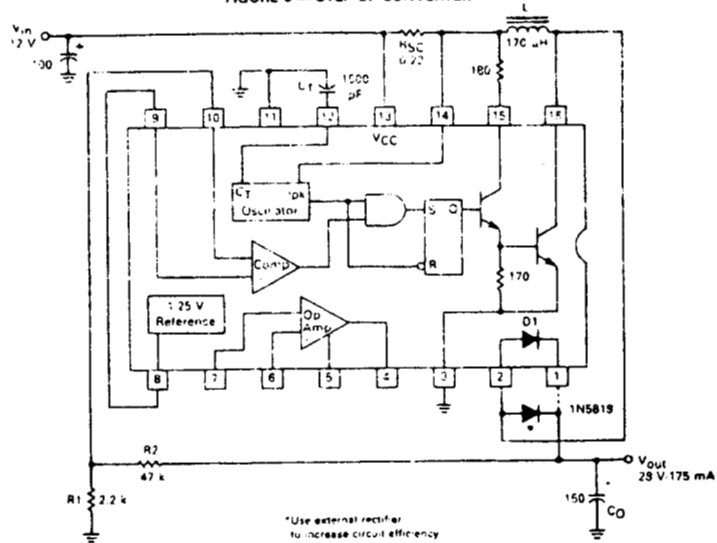 L
Vin
12 V
100
RSC
0.22
170 µH
180
CT
1500
pF
9
10
11
12
13
14
15
16
VCC
CT
Ipk
Oscillator
S
Q
R
Comp
170
1.25 V
Reference
Op
Amp
D1
8
7
6
5
4
3
2
1
1N5819
*
R2
47 k
Vout
28 V·175 mA
R1
2.2 k
150
CO
*Use external rectifier
to increase circuit efficiency